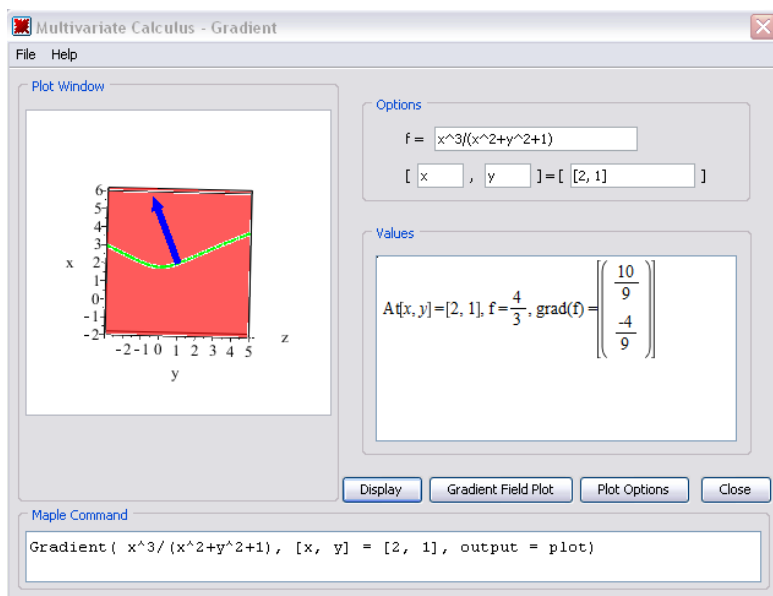 Multivariate Calculus - Gradient
File Help
Plot Window
6
5
4
3
x 2
1
0
-1
-2
-2 -1 0 1 2 3 4 5 z
y
Options
f = x^3/(x^2+y^2+1)
[ x , y ] = [ [2, 1] ]
Values
At[x, y] = [2, 1], f = 4/3, grad(f) = [(10/9 -4/9)]
Display Gradient Field Plot Plot Options Close
Maple Command
Gradient( x^3/(x^2+y^2+1), [x, y] = [2, 1], output = plot)